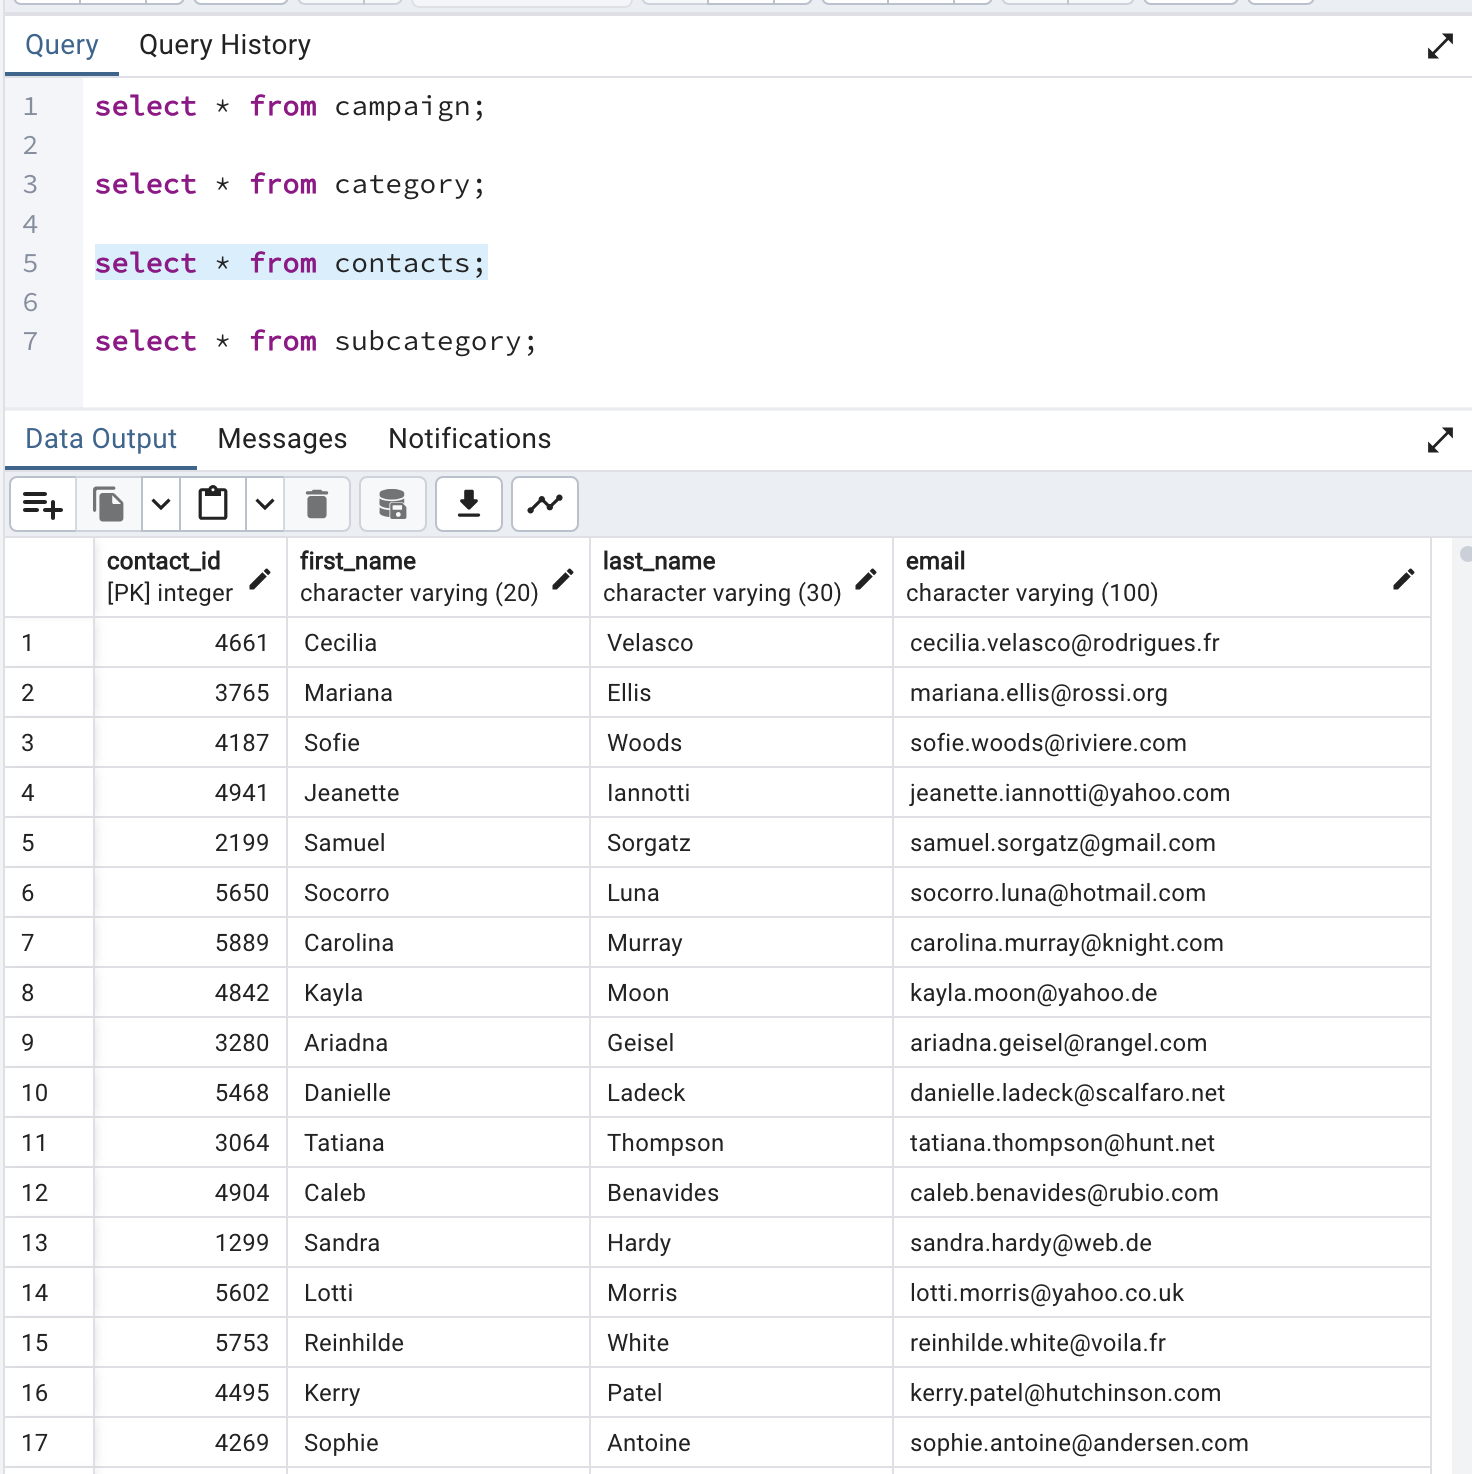 Query Query History
1 select * from campaign;
2
3 select * from category;
4
5 select * from contacts;
6
7 select * from subcategory;
Data Output Messages Notifications
contact_id first_name last_name email
[PK] integer character varying (20) character varying (30) character varying (100)
1 4661 Cecilia Velasco cecilia.velasco@rodrigues.fr
2 3765 Mariana Ellis mariana.ellis@rossi.org
3 4187 Sofie Woods sofie.woods@riviere.com
4 4941 Jeanette Iannotti jeanette.iannotti@yahoo.com
5 2199 Samuel Sorgatz samuel.sorgatz@gmail.com
6 5650 Socorro Luna socorro.luna@hotmail.com
7 5889 Carolina Murray carolina.murray@knight.com
8 4842 Kayla Moon kayla.moon@yahoo.de
9 3280 Ariadna Geisel ariadna.geisel@rangel.com
10 5468 Danielle Ladeck danielle.ladeck@scalfaro.net
11 3064 Tatiana Thompson tatiana.thompson@hunt.net
12 4904 Caleb Benavides caleb.benavides@rubio.com
13 1299 Sandra Hardy sandra.hardy@web.de
14 5602 Lotti Morris lotti.morris@yahoo.co.uk
15 5753 Reinhilde White reinhilde.white@voila.fr
16 4495 Kerry Patel kerry.patel@hutchinson.com
17 4269 Sophie Antoine sophie.antoine@andersen.com